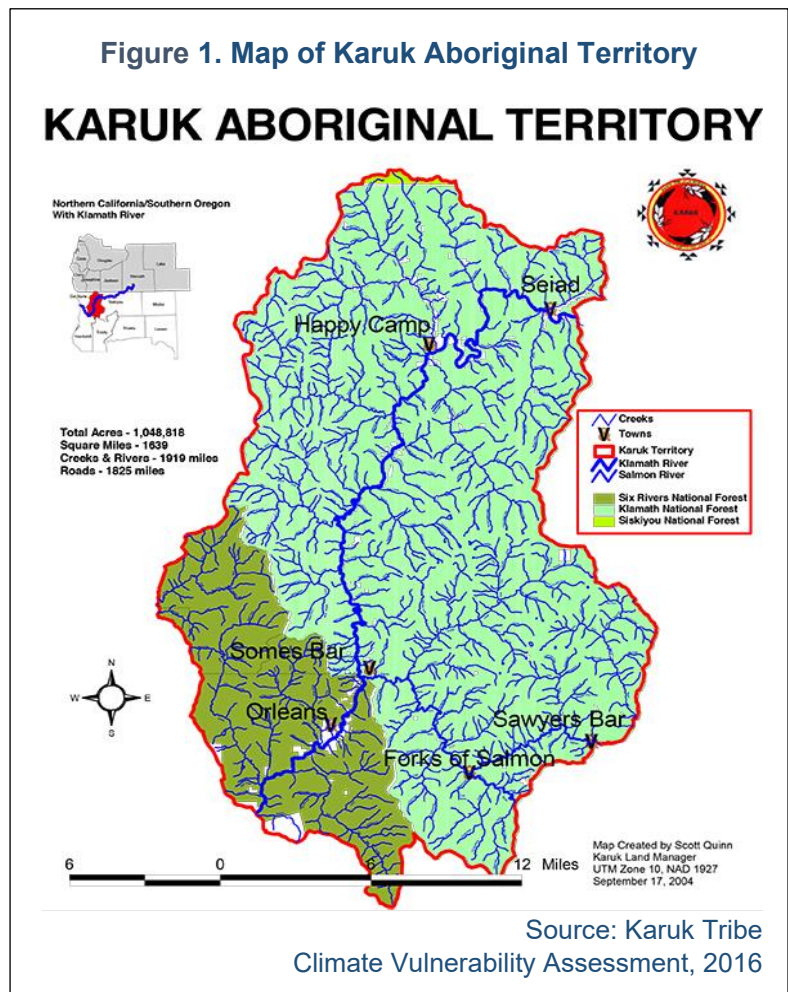 Figure 1. Map of Karuk Aboriginal Territory
KARUK ABORIGINAL TERRITORY
Northern California/Southern Oregon
With Klamath River
KARUK
Total Acres - 1,048,818
Square Miles - 1639
Creeks & Rivers - 1919 miles
Roads - 1825 miles
Seiad
Happy Camp
Creeks
Towns
Karuk Territory
Klamath River
Salmon River
Six Rivers National Forest
Klamath National Forest
Siskiyou National Forest
Somes Bar
Orleans
Sawyers Bar
Forks of Salmon
N
W E
S
6 0 6 12 Miles
Map Created by Scott Quinn
Karuk Land Manager
UTM Zone 10, NAD 1927
September 17, 2004
Source: Karuk Tribe
Climate Vulnerability Assessment, 2016